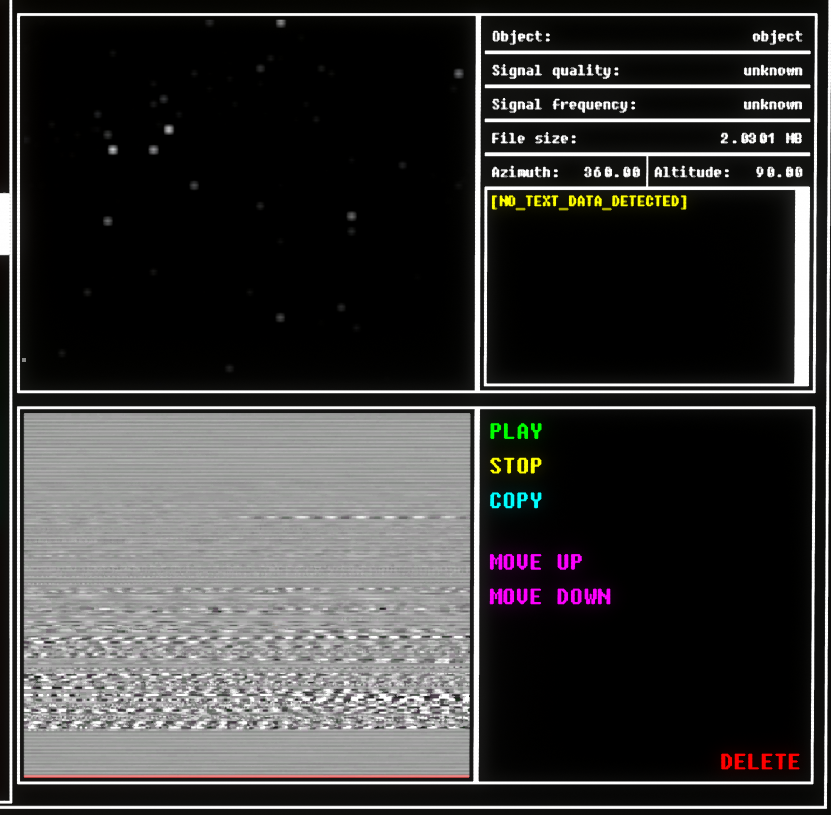 Object: object
Signal quality: unknown
Signal frequency: unknown
File size: 2.0301 MB
Azimuth: 360.00 Altitude: 90.00
[NO_TEXT_DATA_DETECTED]
PLAY
STOP
COPY
MOVE UP
MOVE DOWN
DELETE